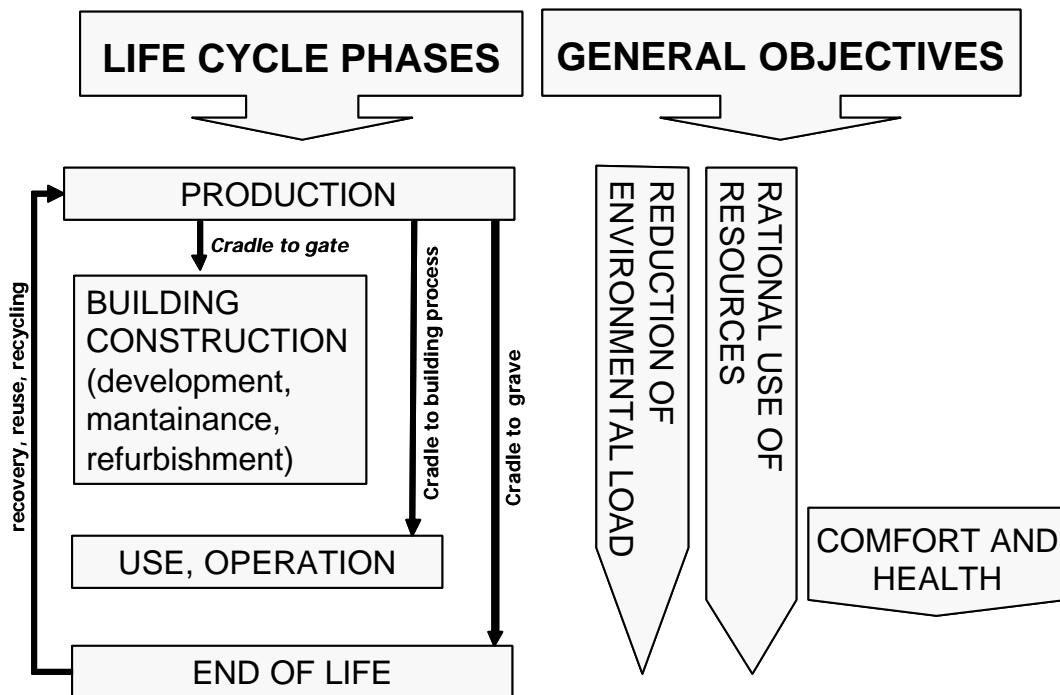 LIFE CYCLE PHASES
GENERAL OBJECTIVES
PRODUCTION
Cradle to gate
BUILDING
CONSTRUCTION
(development,
mantainance,
refurbishment)
Cradle to building process
Cradle to grave
recovery, reuse, recycling
USE, OPERATION
END OF LIFE
REDUCTION OF
ENVIRONMENTAL LOAD
RATIONAL USE OF
RESOURCES
COMFORT AND
HEALTH